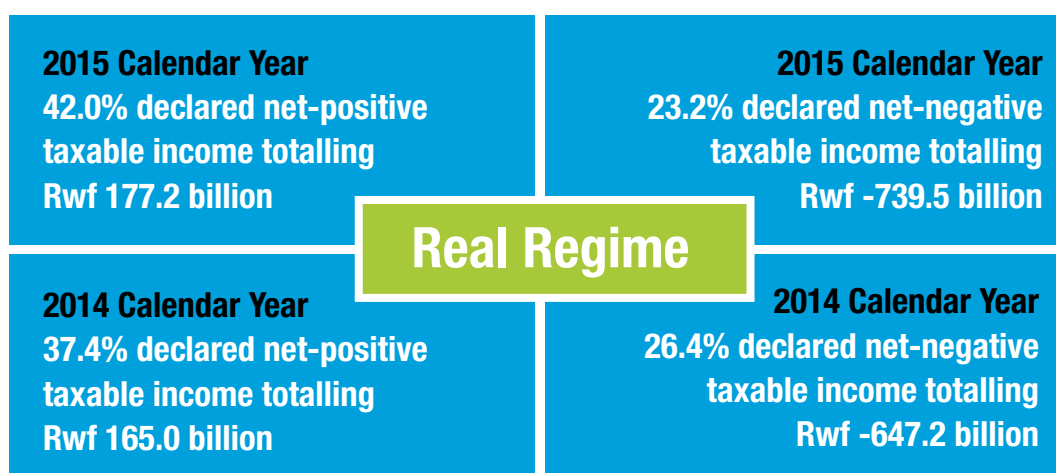 2015 Calendar Year
42.0% declared net-positive
taxable income totalling
Rwf 177.2 billion
2015 Calendar Year
23.2% declared net-negative
taxable income totalling
Rwf -739.5 billion
Real Regime
2014 Calendar Year
37.4% declared net-positive
taxable income totalling
Rwf 165.0 billion
2014 Calendar Year
26.4% declared net-negative
taxable income totalling
Rwf -647.2 billion